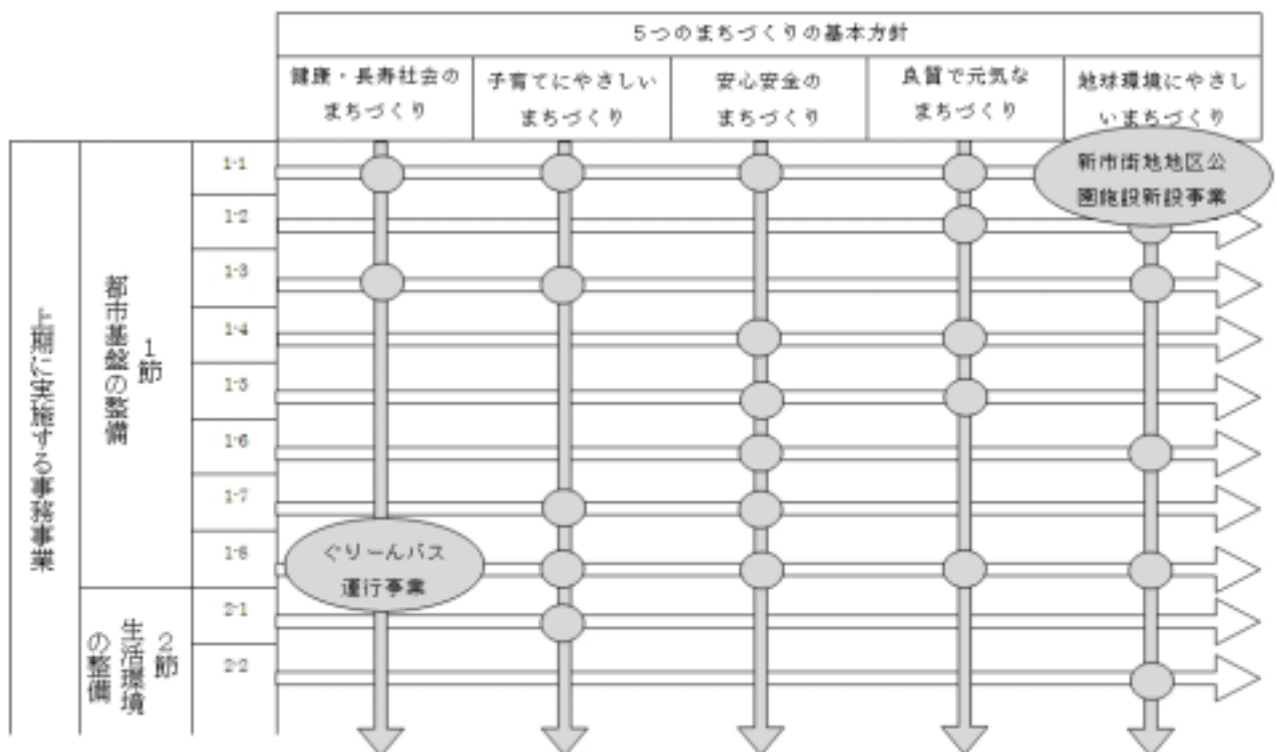 5つのまちづくりの基本方針
健康・長寿社会の
まちづくり
子育てにやさしい
まちづくり
安心安全の
まちづくり
良質で元気な
まちづくり
地球環境にやさし
いまちづくり
上期に実施する事務事業
1節
都市基盤の整備
1-1
新市街地地区公
園施設新設事業
1-2
1-3
1-4
1-5
1-6
1-7
1-8
ぐりーんバス
運行事業
2節
生活環境
の整備
2-1
2-2